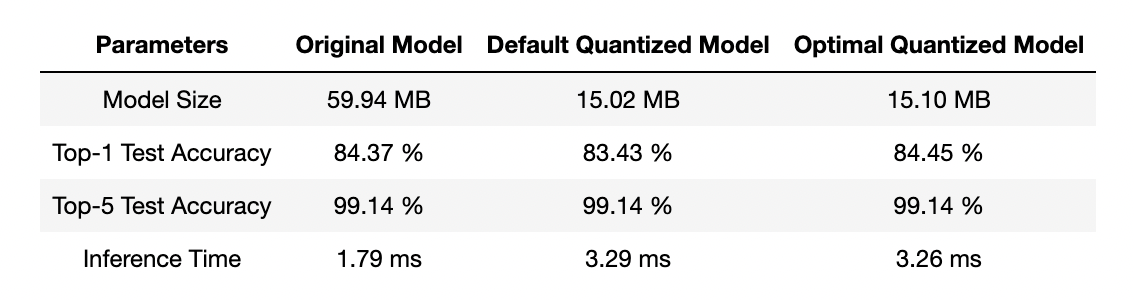 Parameters Original Model Default Quantized Model Optimal Quantized Model
Model Size 59.94 MB 15.02 MB 15.10 MB
Top-1 Test Accuracy 84.37 % 83.43 % 84.45 %
Top-5 Test Accuracy 99.14 % 99.14 % 99.14 %
Inference Time 1.79 ms 3.29 ms 3.26 ms